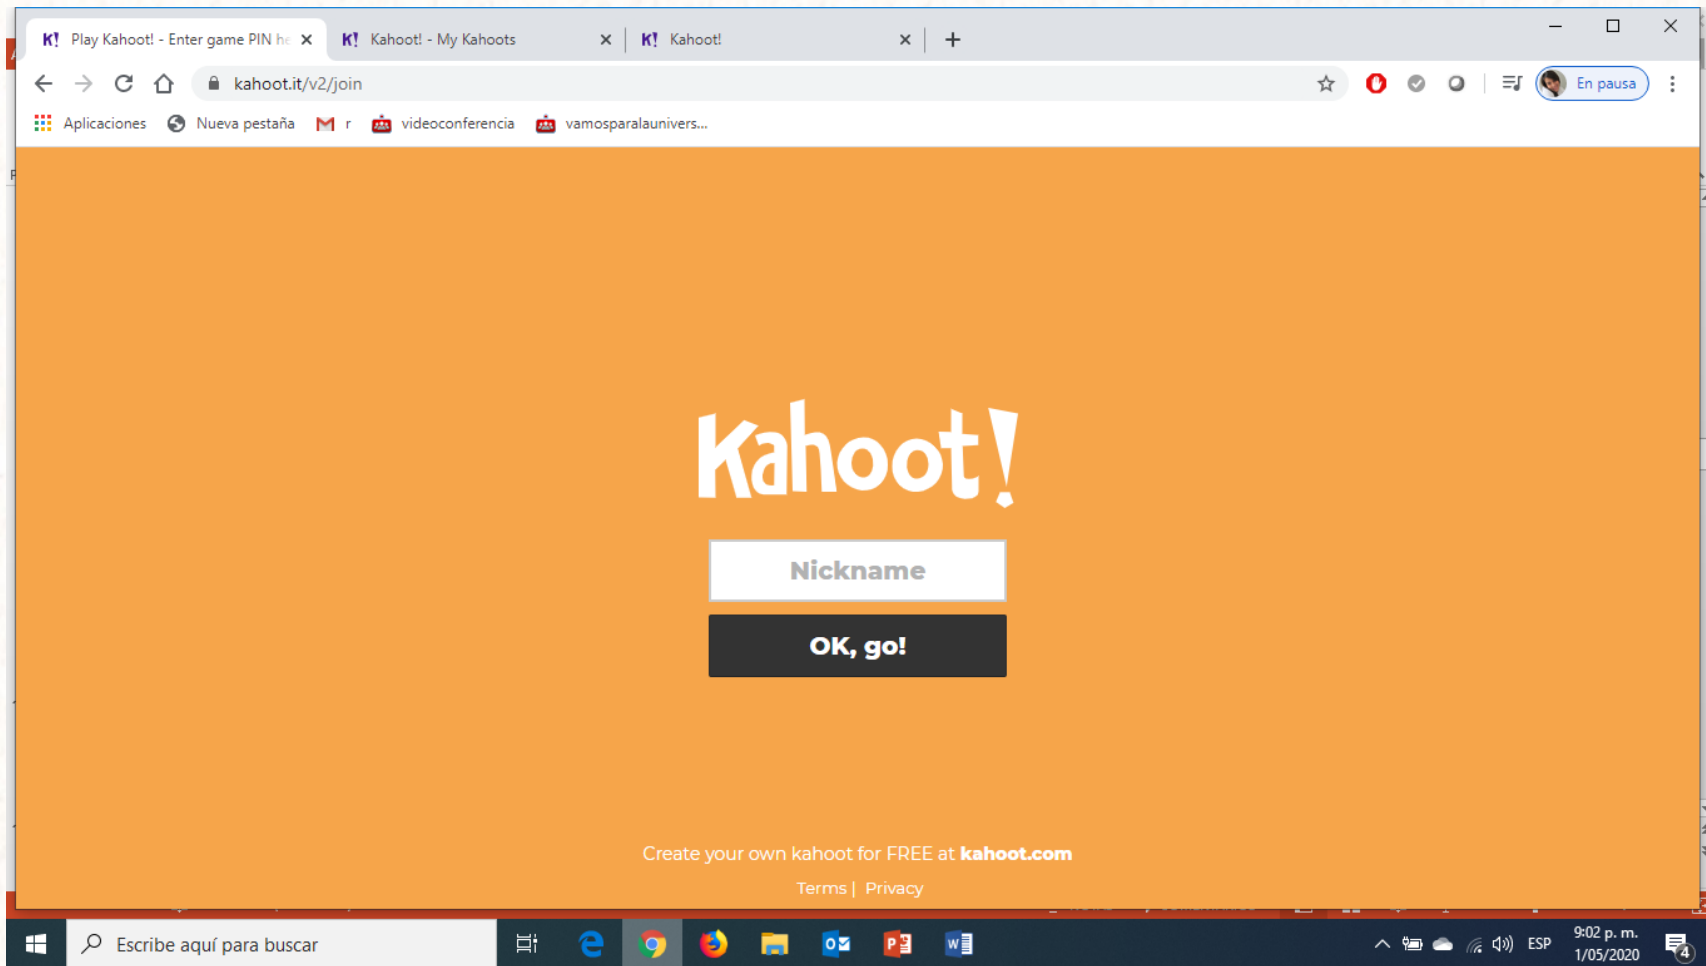 K! Play Kahoot! - Enter game PIN he
K! Kahoot! - My Kahoots
K! Kahoot!
kahoot.it/v2/join
En pausa
Aplicaciones
Nueva pestaña
r
videoconferencia
vamosparalaunivers...
Kahoot!
Nickname
OK, go!
Create your own kahoot for FREE at kahoot.com
Terms | Privacy
Escribe aquí para buscar
ESP
9:02 p. m.
1/05/2020
4